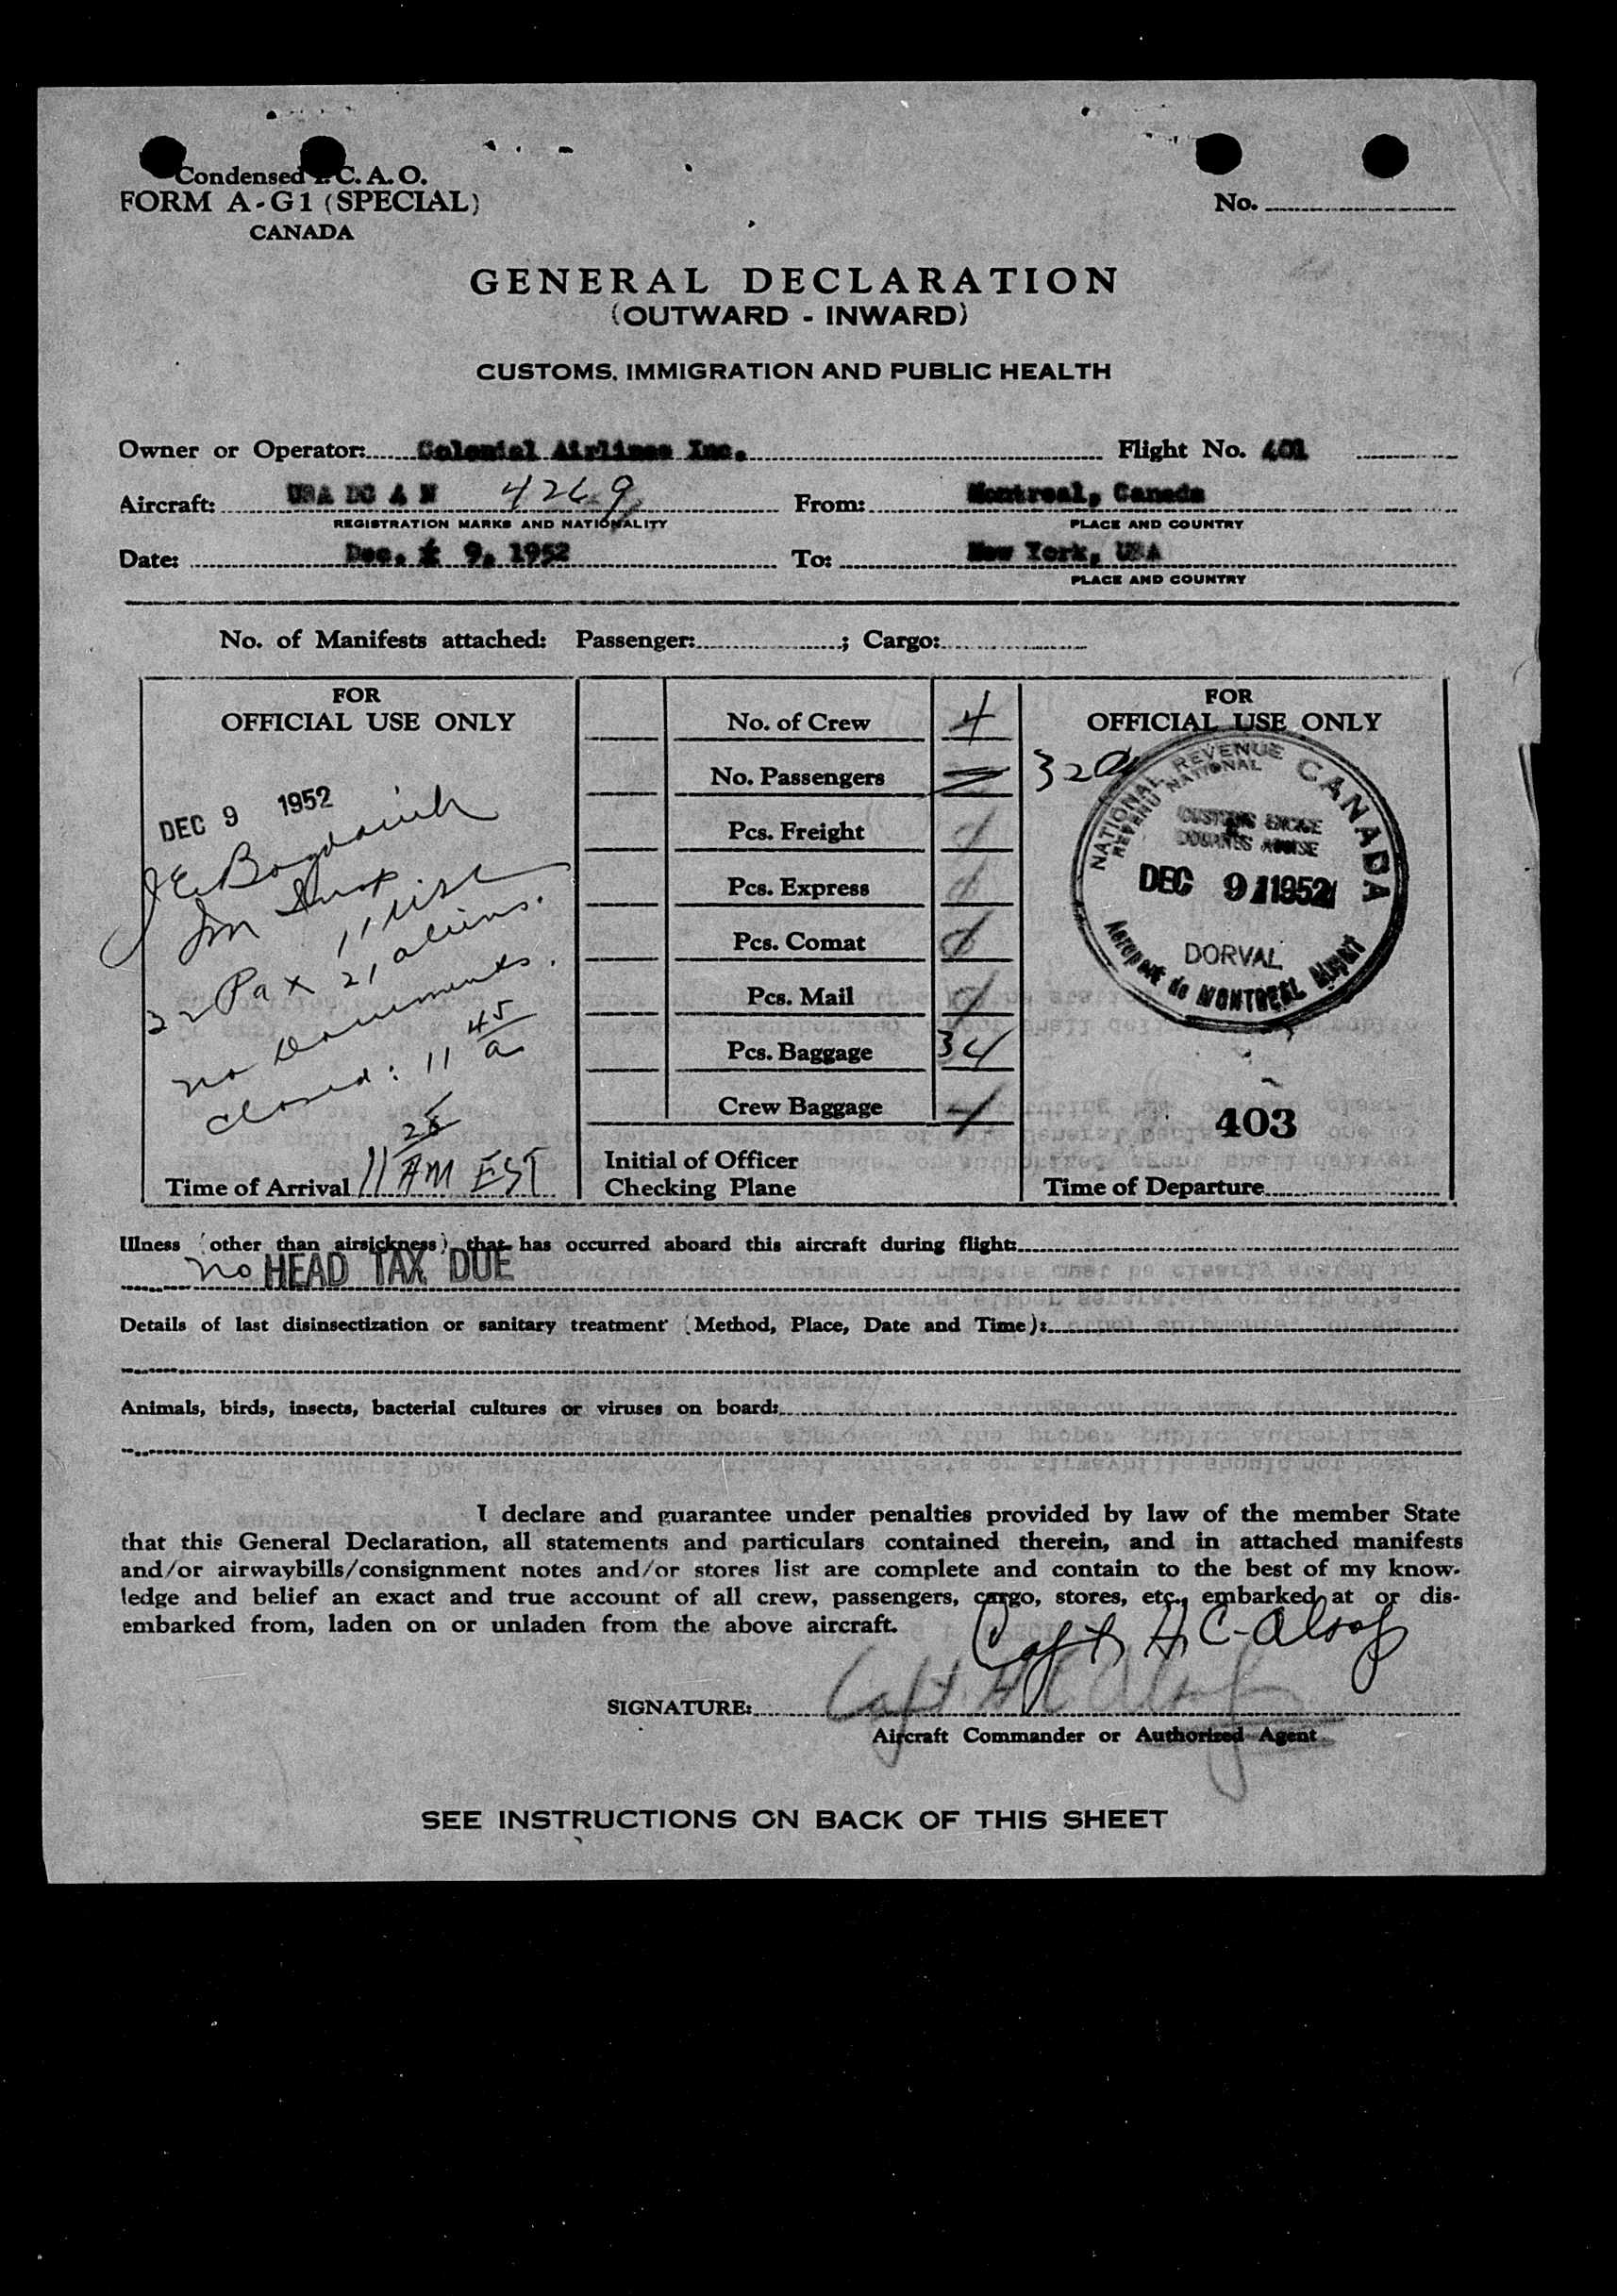 Condensed I. C. A. O.
FORM A-G1 (SPECIAL)
CANADA
No.
GENERAL DECLARATION
(OUTWARD - INWARD)
CUSTOMS, IMMIGRATION AND PUBLIC HEALTH
Owner or Operator: Colonial Airlines Inc. Flight No. 401
Aircraft: USA DC 4 N 4269 From: Montreal, Canada
REGISTRATION MARKS AND NATIONALITY PLACE AND COUNTRY
Date: Dec. 9, 1952 To: New York, USA
PLACE AND COUNTRY
No. of Manifests attached: Passenger: ; Cargo:
FOR
OFFICIAL USE ONLY
DEC 9 1952
J E Bogdanich
Im Insp
22 Pax 21 aliens.
no documents.
closed: 11 45 a
11 25 AM EST
Time of Arrival
No. of Crew 4
No. Passengers
Pcs. Freight
Pcs. Express
Pcs. Comat
Pcs. Mail
Pcs. Baggage 34
Crew Baggage
Initial of Officer
Checking Plane
FOR
OFFICIAL USE ONLY
NATIONAL REVENUE CANADA
REVENU NATIONAL
DEC 9 1952
DORVAL
Aeroport de MONTREAL Airport
403
Time of Departure
Illness (other than airsickness) that has occurred aboard this aircraft during flight:
no HEAD TAX DUE
Details of last disinsectization or sanitary treatment (Method, Place, Date and Time):
Animals, birds, insects, bacterial cultures or viruses on board:
I declare and guarantee under penalties provided by law of the member State
that this General Declaration, all statements and particulars contained therein, and in attached manifests
and/or airwaybills/consignment notes and/or stores list are complete and contain to the best of my know-
ledge and belief an exact and true account of all crew, passengers, cargo, stores, etc., embarked at or dis-
embarked from, laden on or unladen from the above aircraft.
Capt H C Alsop
SIGNATURE: Capt H C Alsop
Aircraft Commander or Authorized Agent
SEE INSTRUCTIONS ON BACK OF THIS SHEET